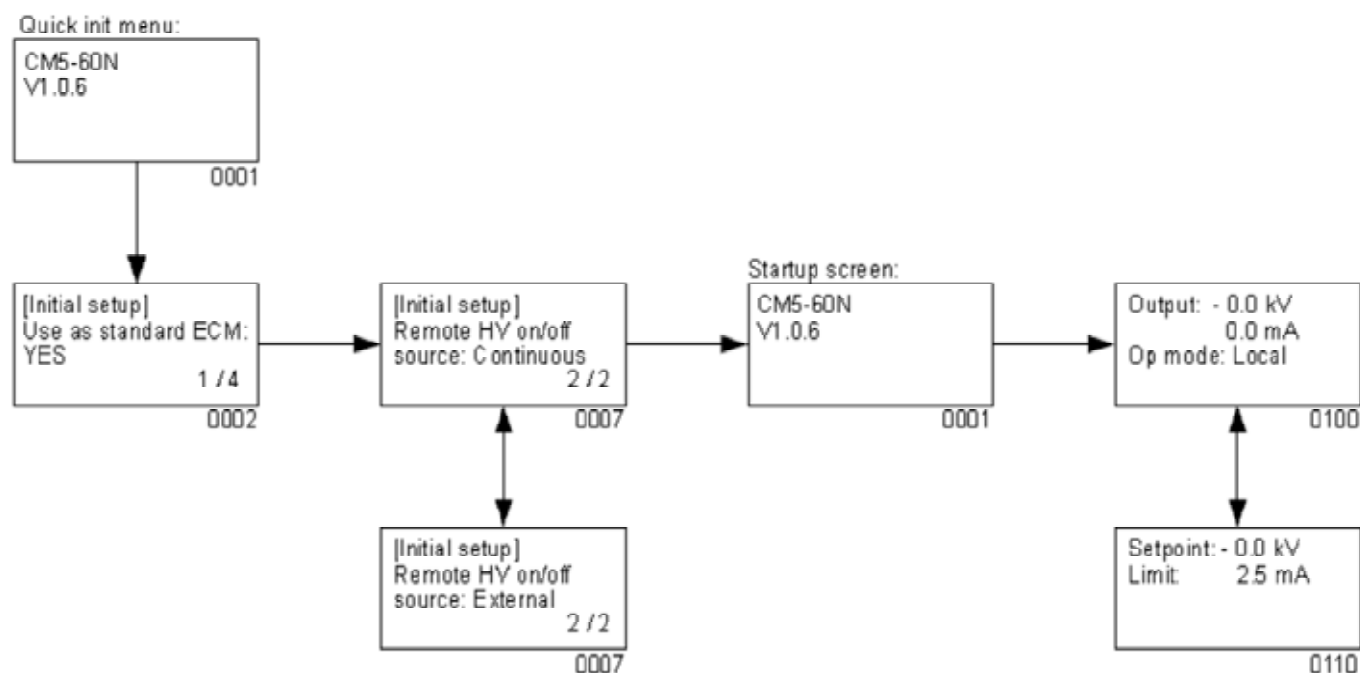 Quick init menu:
CM5-60N
V1.0.6
0001
[Initial setup]
Use as standard ECM:
YES
1 / 4
0002
[Initial setup]
Remote HV on/off
source: Continuous
2 / 2
0007
[Initial setup]
Remote HV on/off
source: External
2 / 2
0007
Startup screen:
CM5-60N
V1.0.6
0001
Output: - 0.0 kV
0.0 mA
Op mode: Local
0100
Setpoint: - 0.0 kV
Limit: 2.5 mA
0110